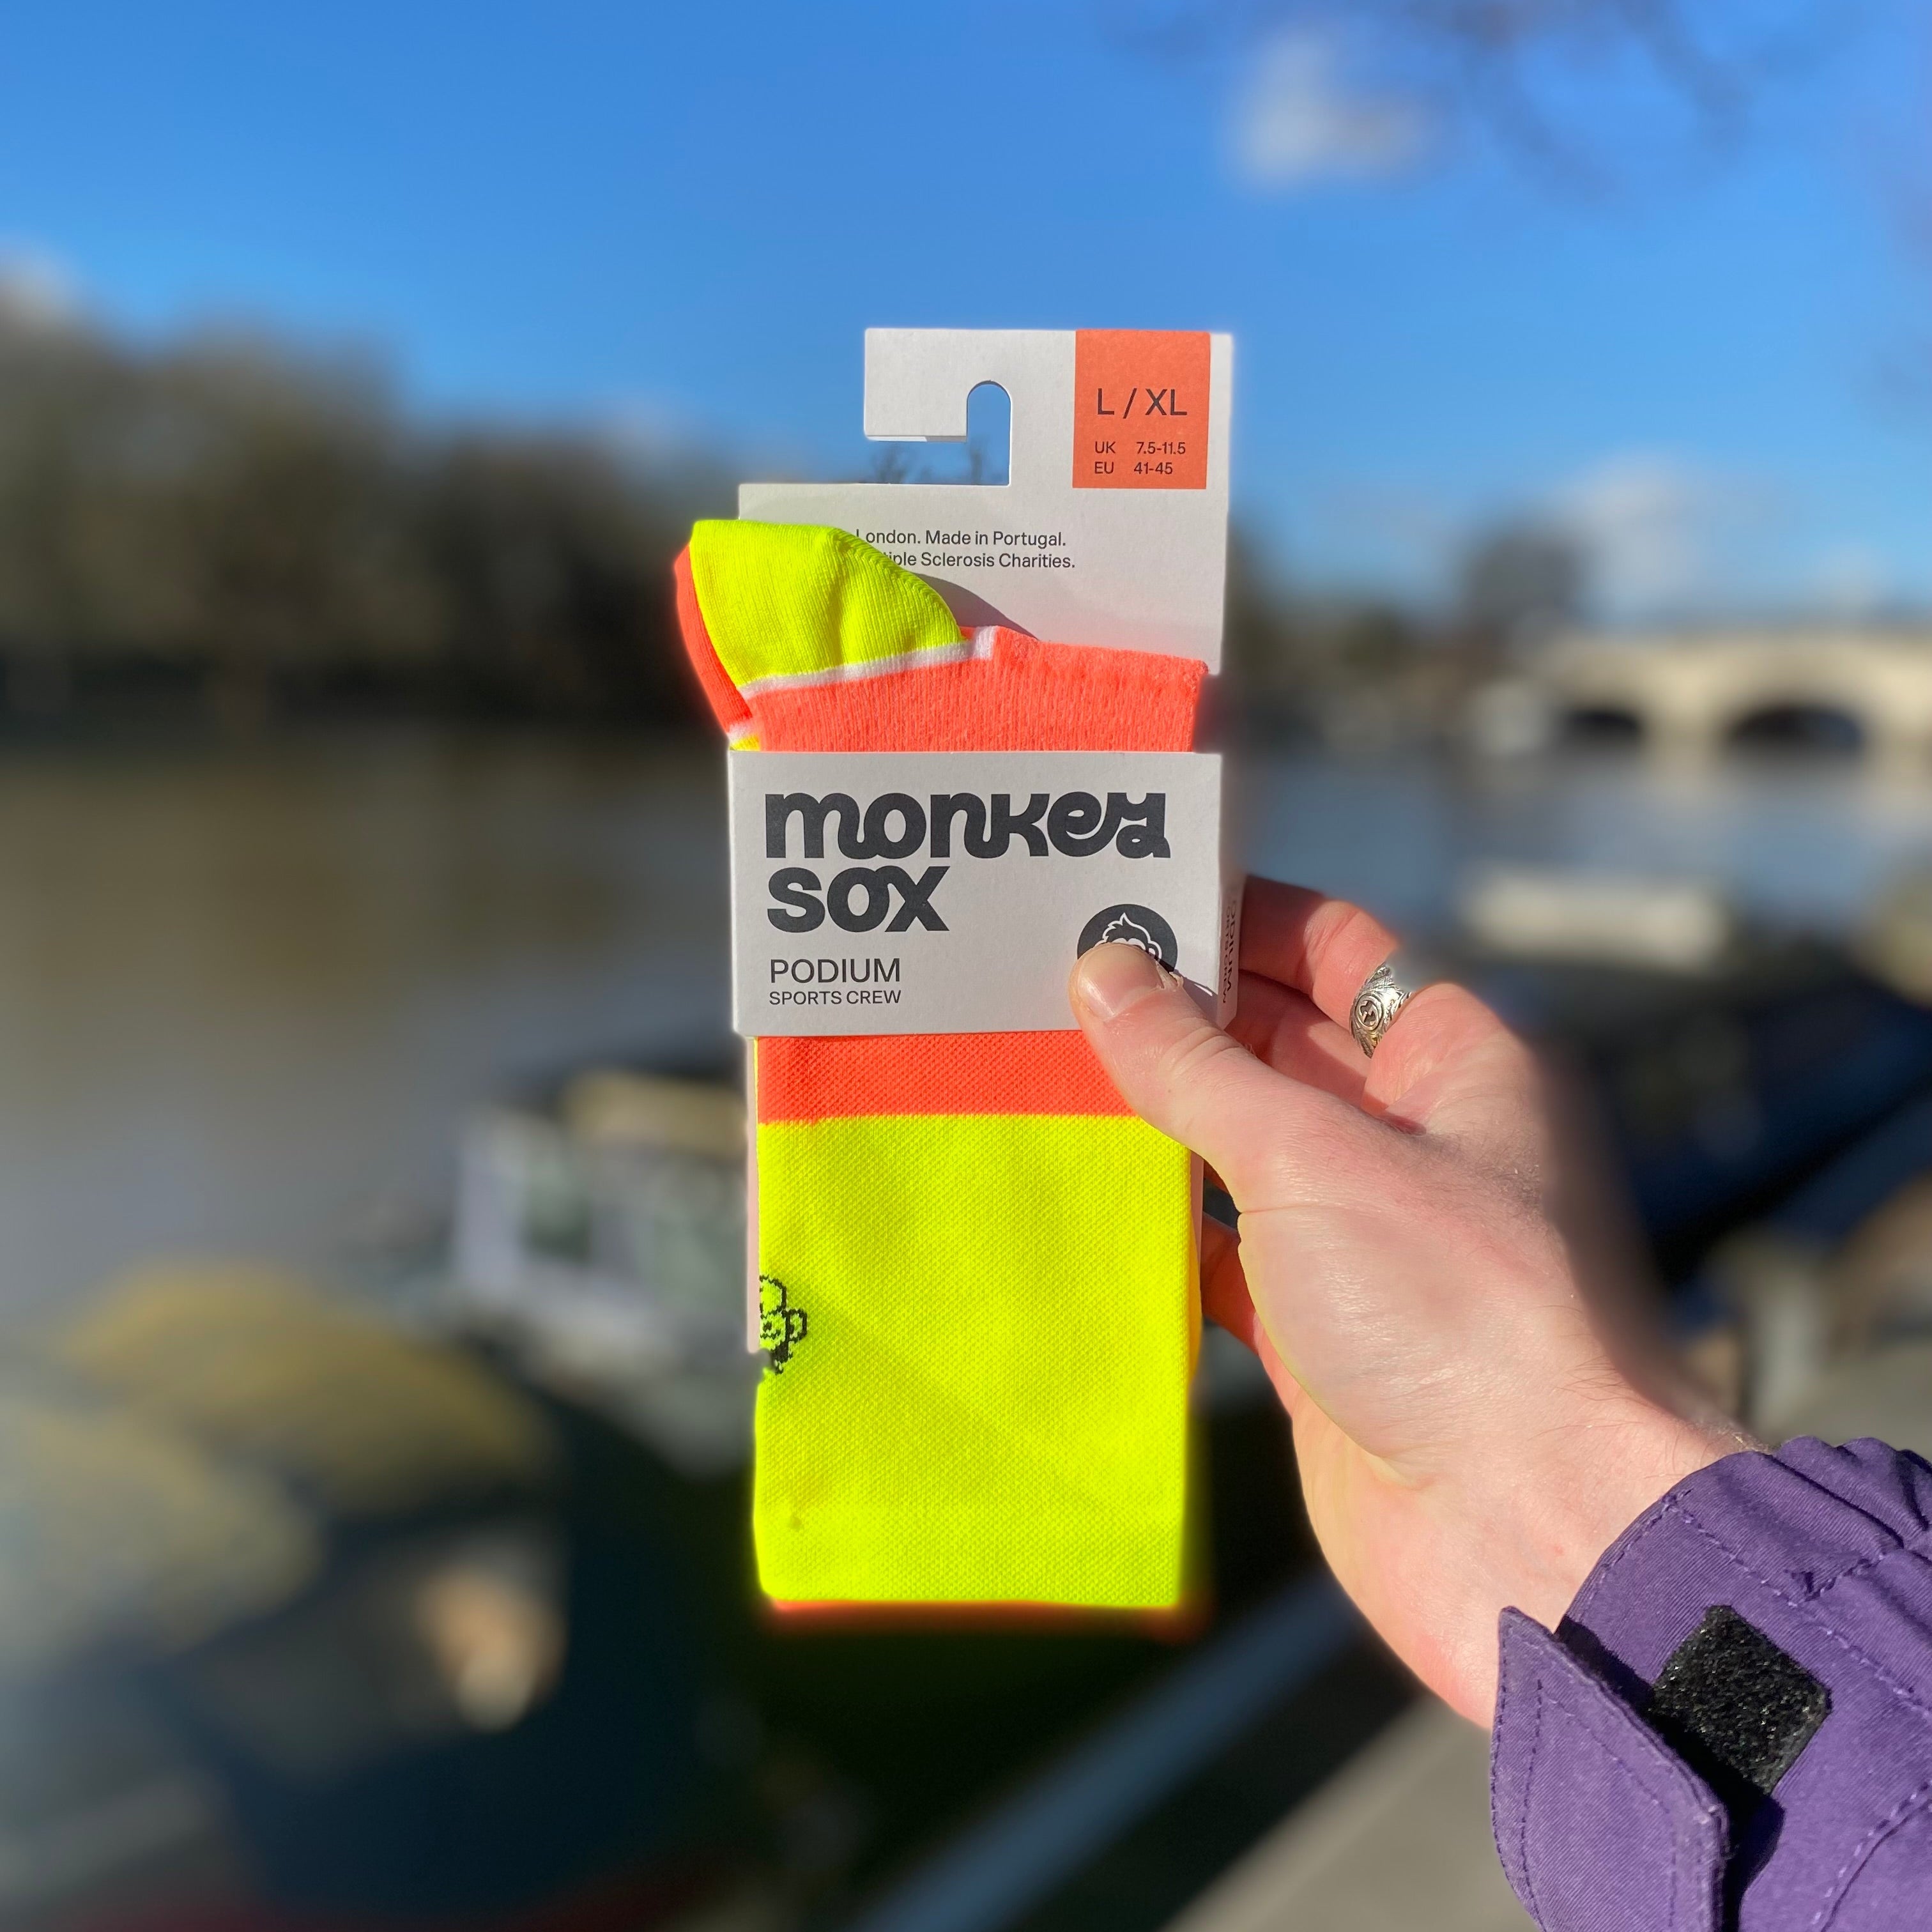 L / XL
UK 7.5-11.5
EU 41-45
London. Made in Portugal.
Sclerosis Charities.
monkey
sox
PODIUM
SPORTS CREW